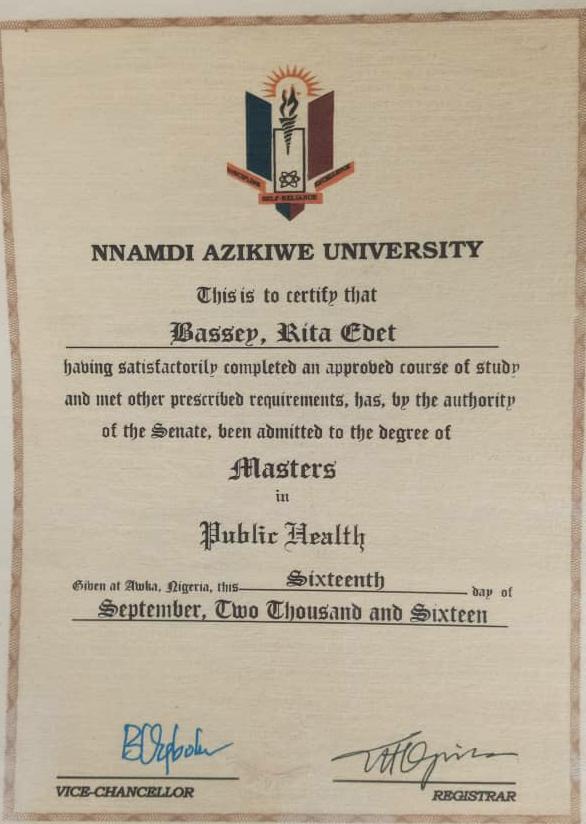 DISCIPLINE
EXCELLENCE
SELF-RELIANCE
NNAMDI AZIKIWE UNIVERSITY
This is to certify that
Bassey, Rita Edet
having satisfactorily completed an approved course of study
and met other prescribed requirements, has, by the authority
of the Senate, been admitted to the degree of
Masters
in
Public Health
Given at Awka, Nigeria, this Sixteenth day of
September, Two Thousand and Sixteen
VICE-CHANCELLOR
REGISTRAR